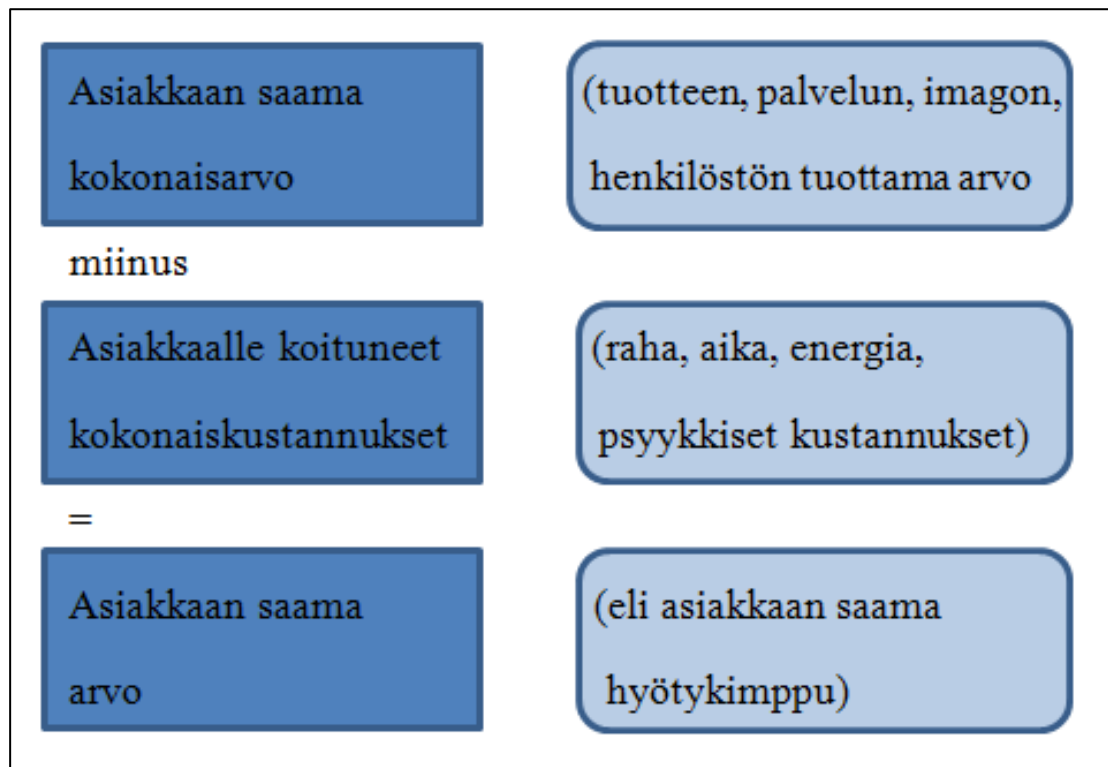 Asiakkaan saama
kokonaisarvo
(tuotteen, palvelun, imagon,
henkilöstön tuottama arvo
miinus
Asiakkaalle koituneet
kokonaiskustannukset
(raha, aika, energia,
psyykkiset kustannukset)
=
Asiakkaan saama
arvo
(eli asiakkaan saama
hyötykimppu)